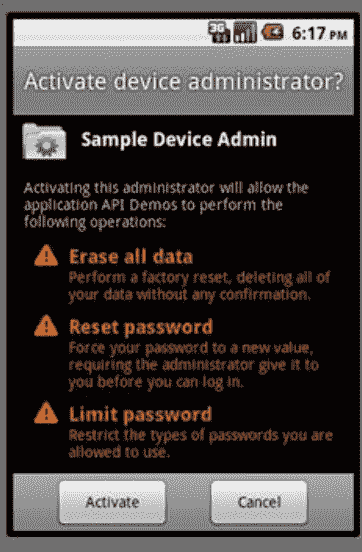 3G 6:17 PM
Activate device administrator?
Sample Device Admin
Activating this administrator will allow the
application API Demos to perform the
following operations:
Erase all data
Perform a factory reset, deleting all of
your data without any confirmation.
Reset password
Force your password to a new value,
requiring the administrator give it to
you before you can log in.
Limit password
Restrict the types of passwords you are
allowed to use.
Activate Cancel